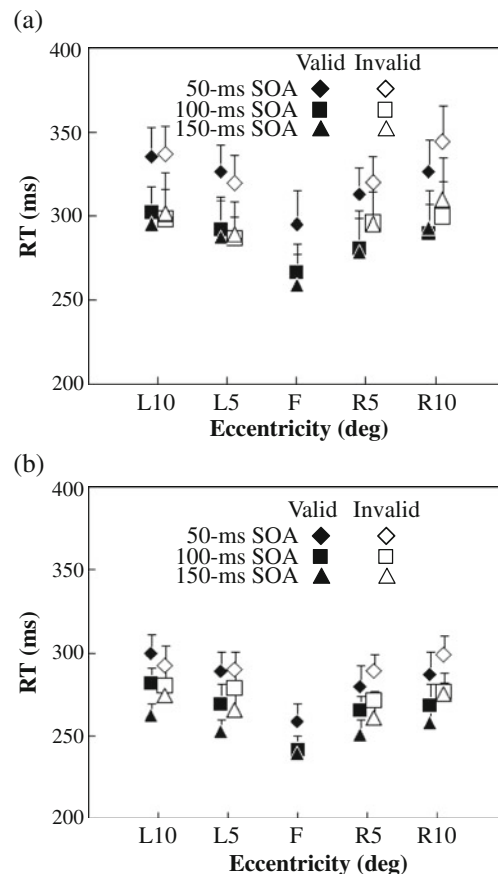 (a)
400
Valid Invalid
50-ms SOA
350
100-ms SOA
150-ms SOA
RT (ms)
300
250
200
L10 L5 F R5 R10
Eccentricity (deg)
(b)
400
Valid Invalid
50-ms SOA
350
100-ms SOA
150-ms SOA
RT (ms)
300
250
200
L10 L5 F R5 R10
Eccentricity (deg)